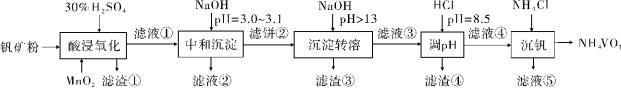 30%H₂SO₄ NaOH NaOH HCl NH₄Cl
pH=3.0~3.1 pH>13 pH=8.5
钒矿粉 酸浸氧化 滤液① 中和沉淀 滤饼② 沉淀转溶 滤液③ 调pH 滤液④ 沉钒 NH₄VO₃
MnO₂ 滤渣① 滤液② 滤渣③ 滤渣④ 滤液⑤